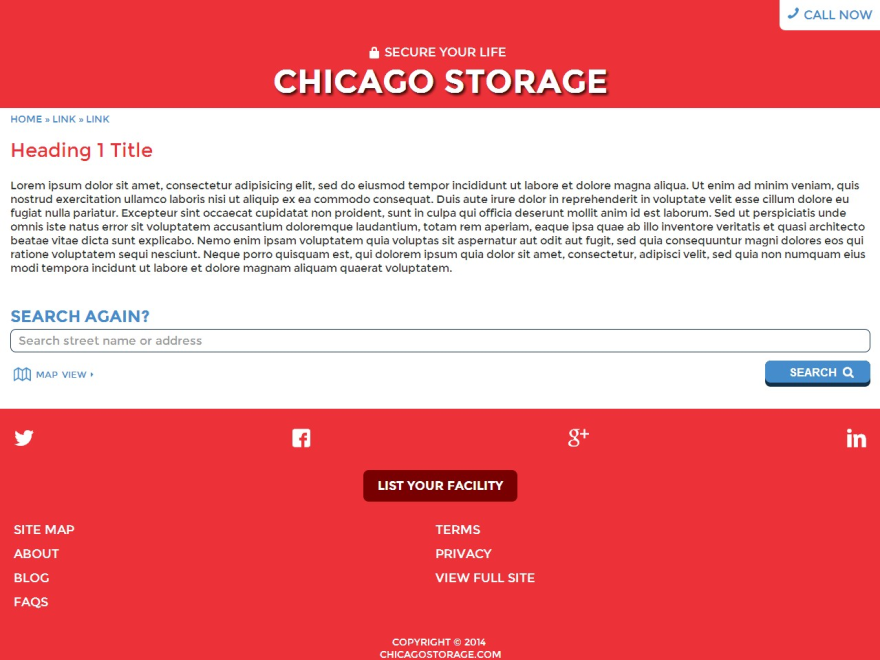 CALL NOW
SECURE YOUR LIFE
CHICAGO STORAGE
HOME » LINK » LINK
Heading 1 Title
Lorem ipsum dolor sit amet, consectetur adipisicing elit, sed do eiusmod tempor incididunt ut labore et dolore magna aliqua. Ut enim ad minim veniam, quis
nostrud exercitation ullamco laboris nisi ut aliquip ex ea commodo consequat. Duis aute irure dolor in reprehenderit in voluptate velit esse cillum dolore eu
fugiat nulla pariatur. Excepteur sint occaecat cupidatat non proident, sunt in culpa qui officia deserunt mollit anim id est laborum. Sed ut perspiciatis unde
omnis iste natus error sit voluptatem accusantium doloremque laudantium, totam rem aperiam, eaque ipsa quae ab illo inventore veritatis et quasi architecto
beatae vitae dicta sunt explicabo. Nemo enim ipsam voluptatem quia voluptas sit aspernatur aut odit aut fugit, sed quia consequuntur magni dolores eos qui
ratione voluptatem sequi nesciunt. Neque porro quisquam est, qui dolorem ipsum quia dolor sit amet, consectetur, adipisci velit, sed quia non numquam eius
modi tempora incidunt ut labore et dolore magnam aliquam quaerat voluptatem.
SEARCH AGAIN?
Search street name or address
MAP VIEW
SEARCH
LIST YOUR FACILITY
SITE MAP
ABOUT
BLOG
FAQS
TERMS
PRIVACY
VIEW FULL SITE
COPYRIGHT © 2014
CHICAGOSTORAGE.COM